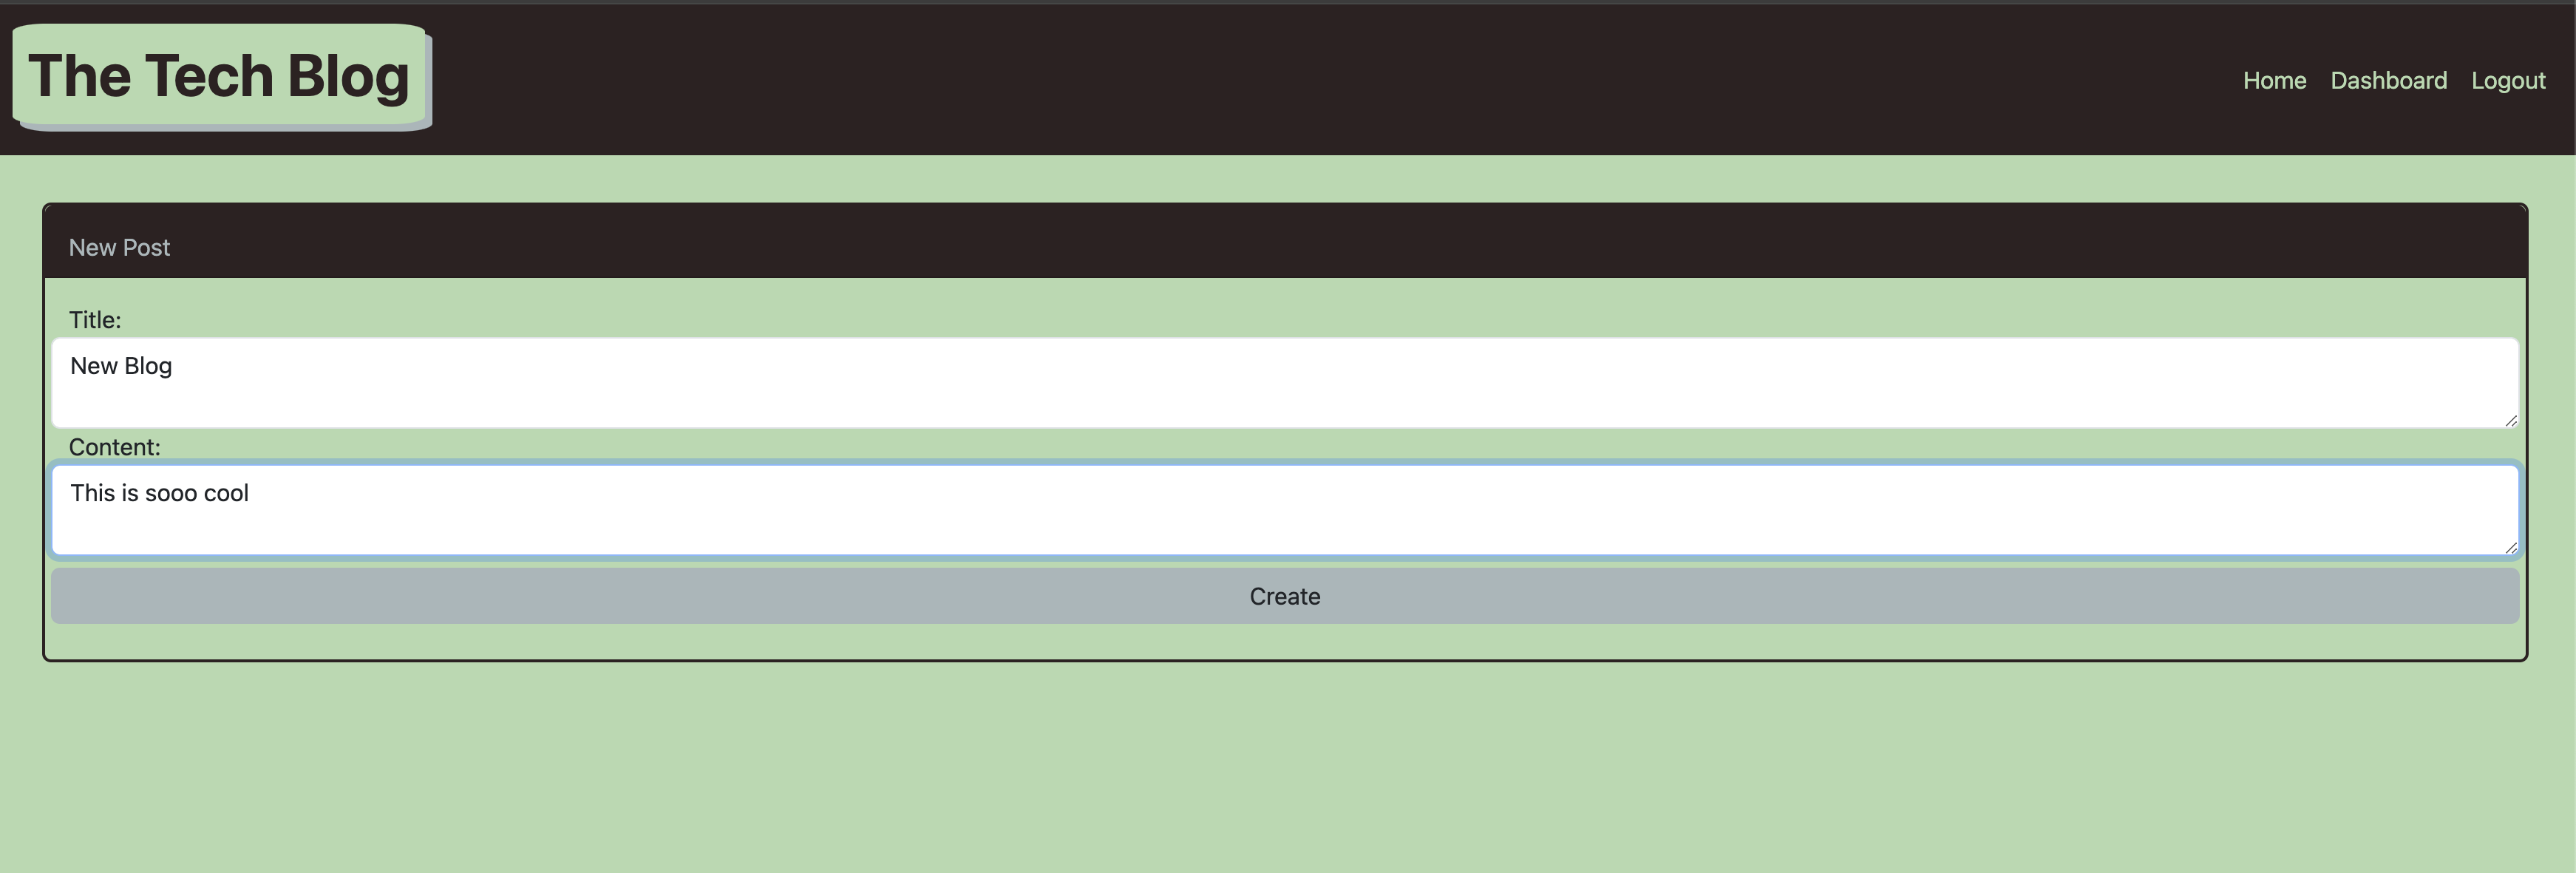 The Tech Blog
Home Dashboard Logout
New Post
Title:
New Blog
Content:
This is sooo cool
Create